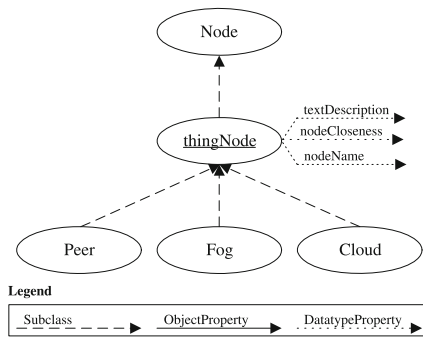 Node
textDescription
thingNode
nodeCloseness
nodeName
Peer
Fog
Cloud
Legend
Subclass
ObjectProperty
DatatypeProperty